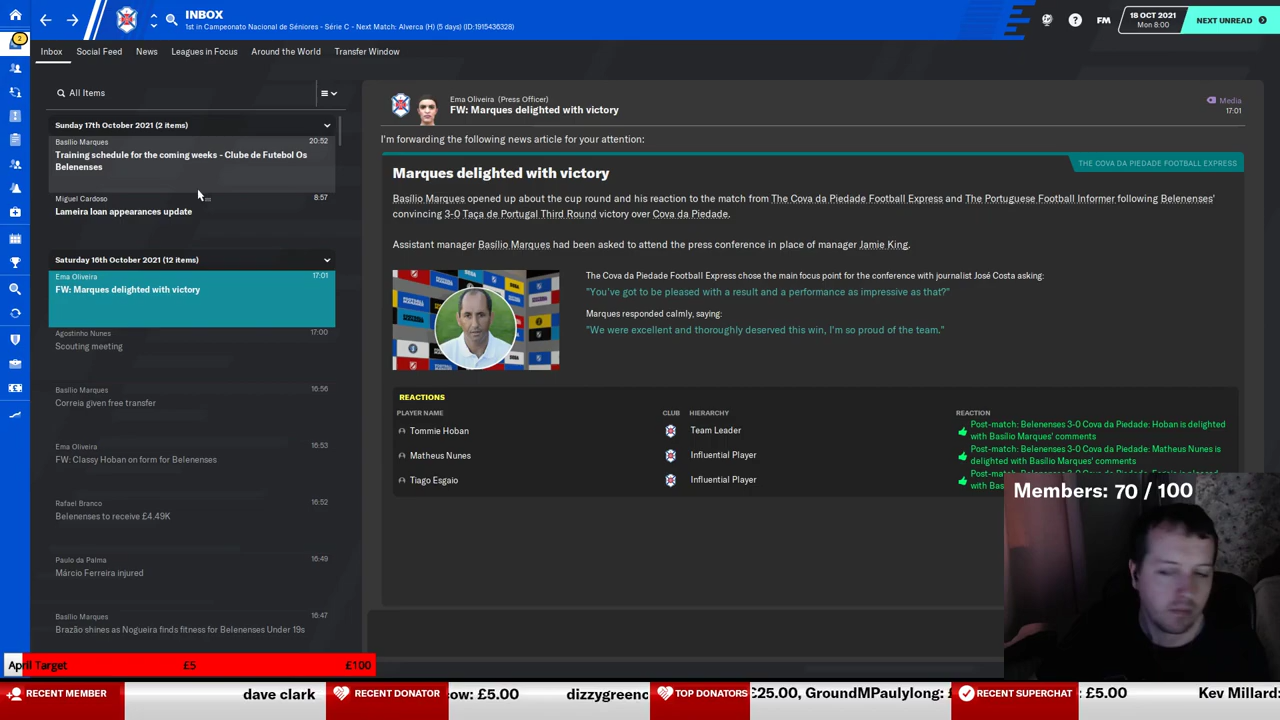 INBOX
1st in Campeonato Nacional de Séniores - Série C - Next Match: Alverca (H) (5 days) (ID:1915436328)
FM
18 OCT 2021
Mon 8:00
NEXT UNREAD
2
Inbox
Social Feed
News
Leagues in Focus
Around the World
Transfer Window
All Items
Sunday 17th October 2021 (2 items)
Basílio Marques
20:52
Training schedule for the coming weeks - Clube de Futebol Os
Belenenses
Miguel Cardoso
8:57
Lameira loan appearances update
Saturday 16th October 2021 (12 items)
Ema Oliveira
17:01
FW: Marques delighted with victory
Agostinho Nunes
17:00
Scouting meeting
Basílio Marques
16:56
Correia given free transfer
Ema Oliveira
16:53
FW: Classy Hoban on form for Belenenses
Rafael Branco
16:52
Belenenses to receive £4.49K
Paulo da Palma
16:49
Márcio Ferreira injured
Basílio Marques
16:47
Brazão shines as Nogueira finds fitness for Belenenses Under 19s
Ema Oliveira (Press Officer)
FW: Marques delighted with victory
Media
17:01
I'm forwarding the following news article for your attention:
THE COVA DA PIEDADE FOOTBALL EXPRESS
Marques delighted with victory
Basílio Marques opened up about the cup round and his reaction to the match from The Cova da Piedade Football Express and The Portuguese Football Informer following Belenenses'
convincing 3-0 Taça de Portugal Third Round victory over Cova da Piedade.
Assistant manager Basílio Marques had been asked to attend the press conference in place of manager Jamie King.
The Cova da Piedade Football Express chose the main focus point for the conference with journalist José Costa asking:
"You've got to be pleased with a result and a performance as impressive as that?"
Marques responded calmly, saying:
"We were excellent and thoroughly deserved this win, I'm so proud of the team."
REACTIONS
PLAYER NAME
CLUB
HIERARCHY
REACTION
Tommie Hoban
Team Leader
Post-match: Belenenses 3-0 Cova da Piedade: Hoban is delighted
with Basílio Marques' comments
Matheus Nunes
Influential Player
Post-match: Belenenses 3-0 Cova da Piedade: Matheus Nunes is
delighted with Basílio Marques' comments
Tiago Esgaio
Influential Player
Members: 70 / 100
April Target
£5
£100
RECENT MEMBER
dave clark
RECENT DONATOR
ow: £5.00
dizzygreen
TOP DONATORS
£25.00, GroundMPaulylong:
RECENT SUPERCHAT
£5.00
Kev Millard: